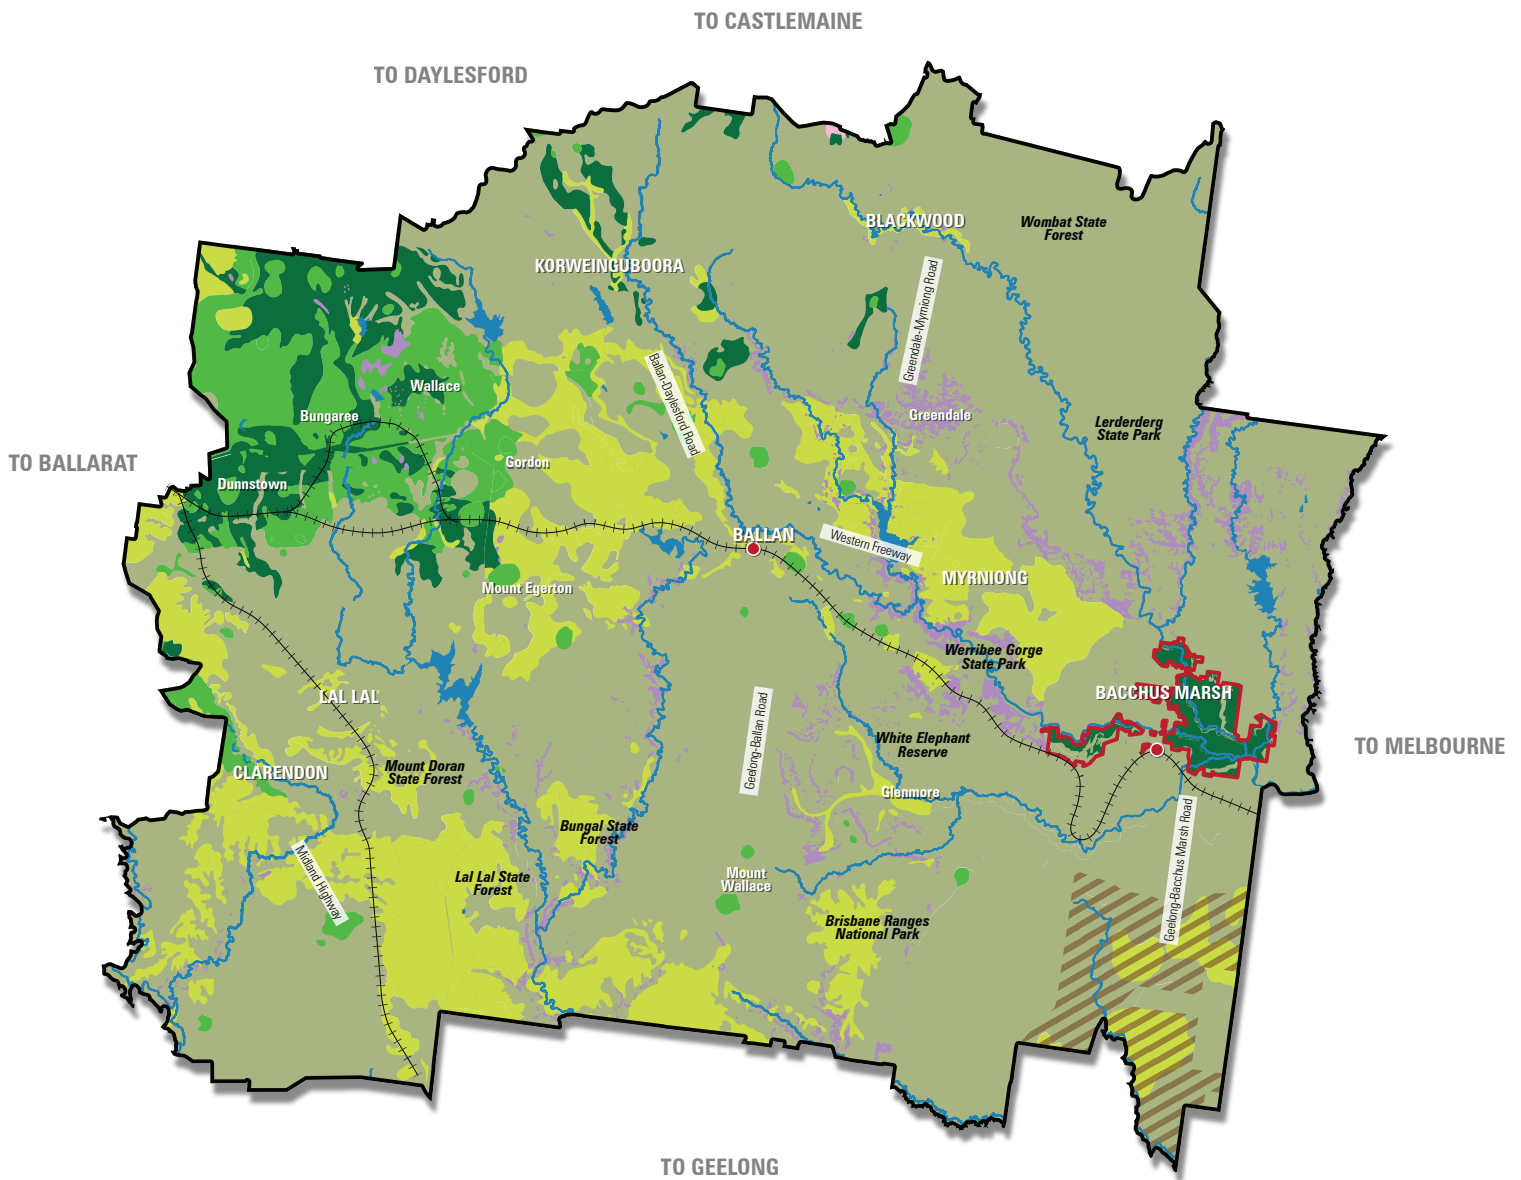 TO CASTLEMAINE
TO DAYLESFORD
BLACKWOOD
Wombat State
Forest
KORWEINGUBOORA
Greendale-Myrniong Road
Ballan-Daylesford Road
Wallace
Bungaree
Greendale
Lerderderg
State Park
TO BALLARAT
Gordon
Dunnstown
BALLAN
Western Freeway
MYRNIONG
Mount Egerton
Werribee Gorge
State Park
LAL LAL
BACCHUS MARSH
Geelong-Ballan Road
White Elephant
Reserve
TO MELBOURNE
CLARENDON
Mount Doran
State Forest
Glenmore
Bungal State
Forest
Geelong-Bacchus Marsh Road
Midland Highway
Lal Lal State
Forest
Mount
Wallace
Brisbane Ranges
National Park
TO GEELONG